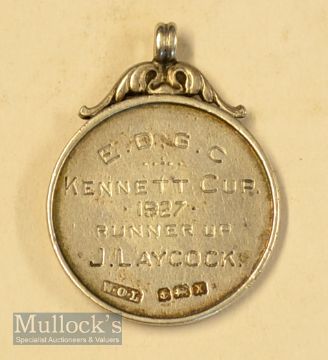 E.D.G.C
KENNETT CUP.
1927
RUNNER UP
J. LAYCOCK.
W.O.L
Mullock's
Specialist Auctioneers & Valuers